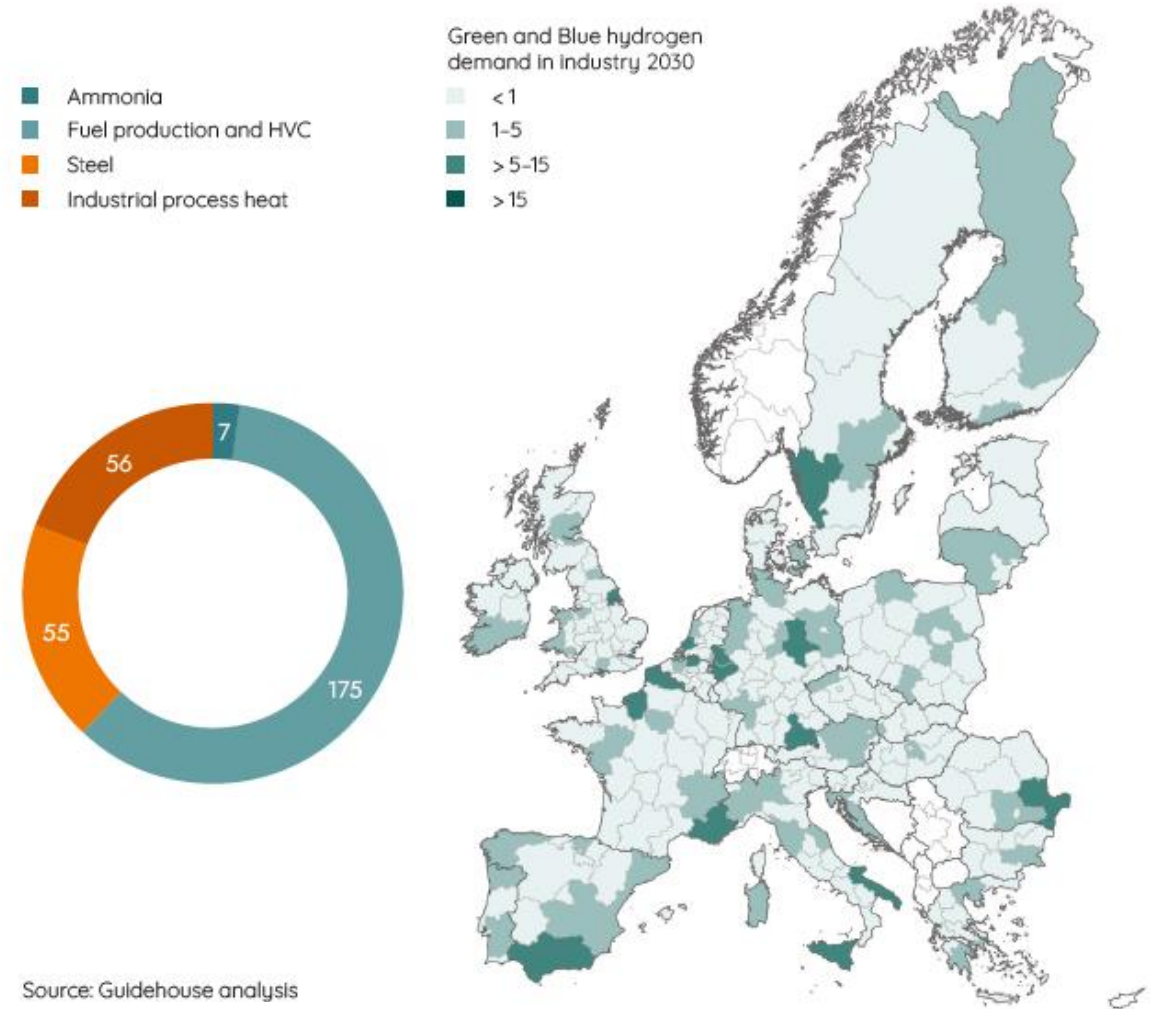 Ammonia
Fuel production and HVC
Steel
Industrial process heat
Green and Blue hydrogen
demand in industry 2030
< 1
1–5
> 5–15
> 15
7
56
55
175
Source: Guidehouse analysis